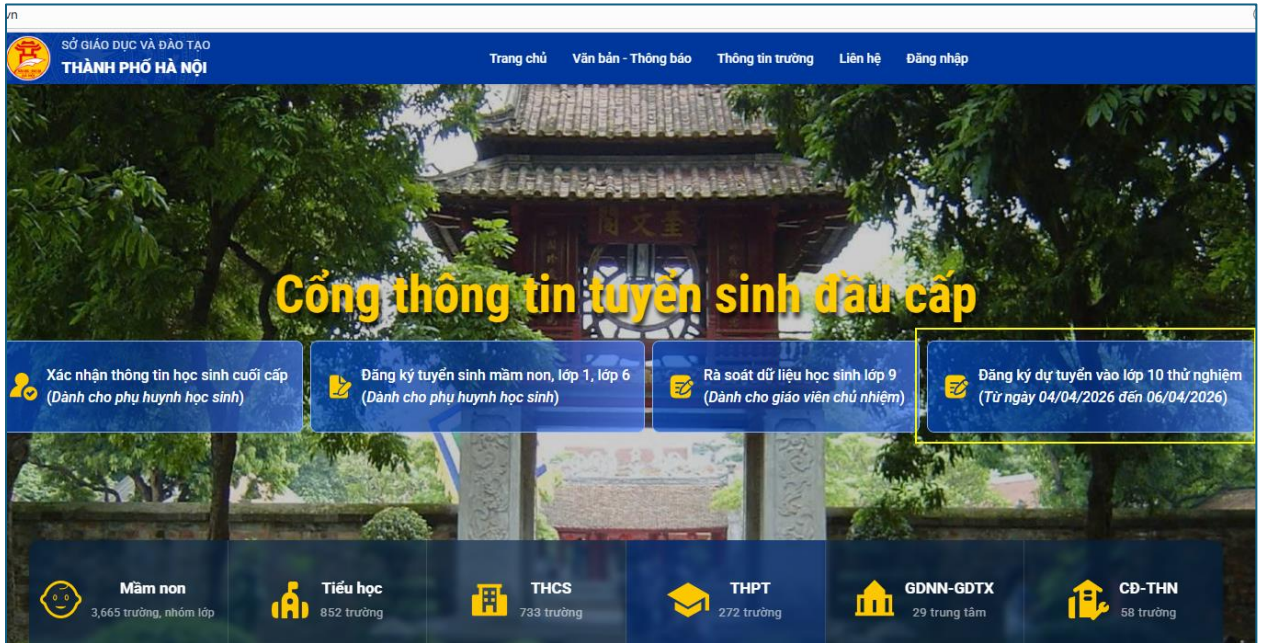 vn
SỞ GIÁO DỤC VÀ ĐÀO TẠO
THÀNH PHỐ HÀ NỘI
Trang chủ Văn bản - Thông báo Thông tin trường Liên hệ Đăng nhập
奎文閣
Cổng thông tin tuyển sinh đầu cấp
Xác nhận thông tin học sinh cuối cấp
(Dành cho phụ huynh học sinh)
Đăng ký tuyển sinh mầm non, lớp 1, lớp 6
(Dành cho phụ huynh học sinh)
Rà soát dữ liệu học sinh lớp 9
(Dành cho giáo viên chủ nhiệm)
Đăng ký dự tuyển vào lớp 10 thử nghiệm
(Từ ngày 04/04/2026 đến 06/04/2026)
Mầm non
3,665 trường, nhóm lớp
Tiểu học
852 trường
THCS
733 trường
THPT
272 trường
GDNN-GDTX
29 trung tâm
CĐ-THN
58 trường